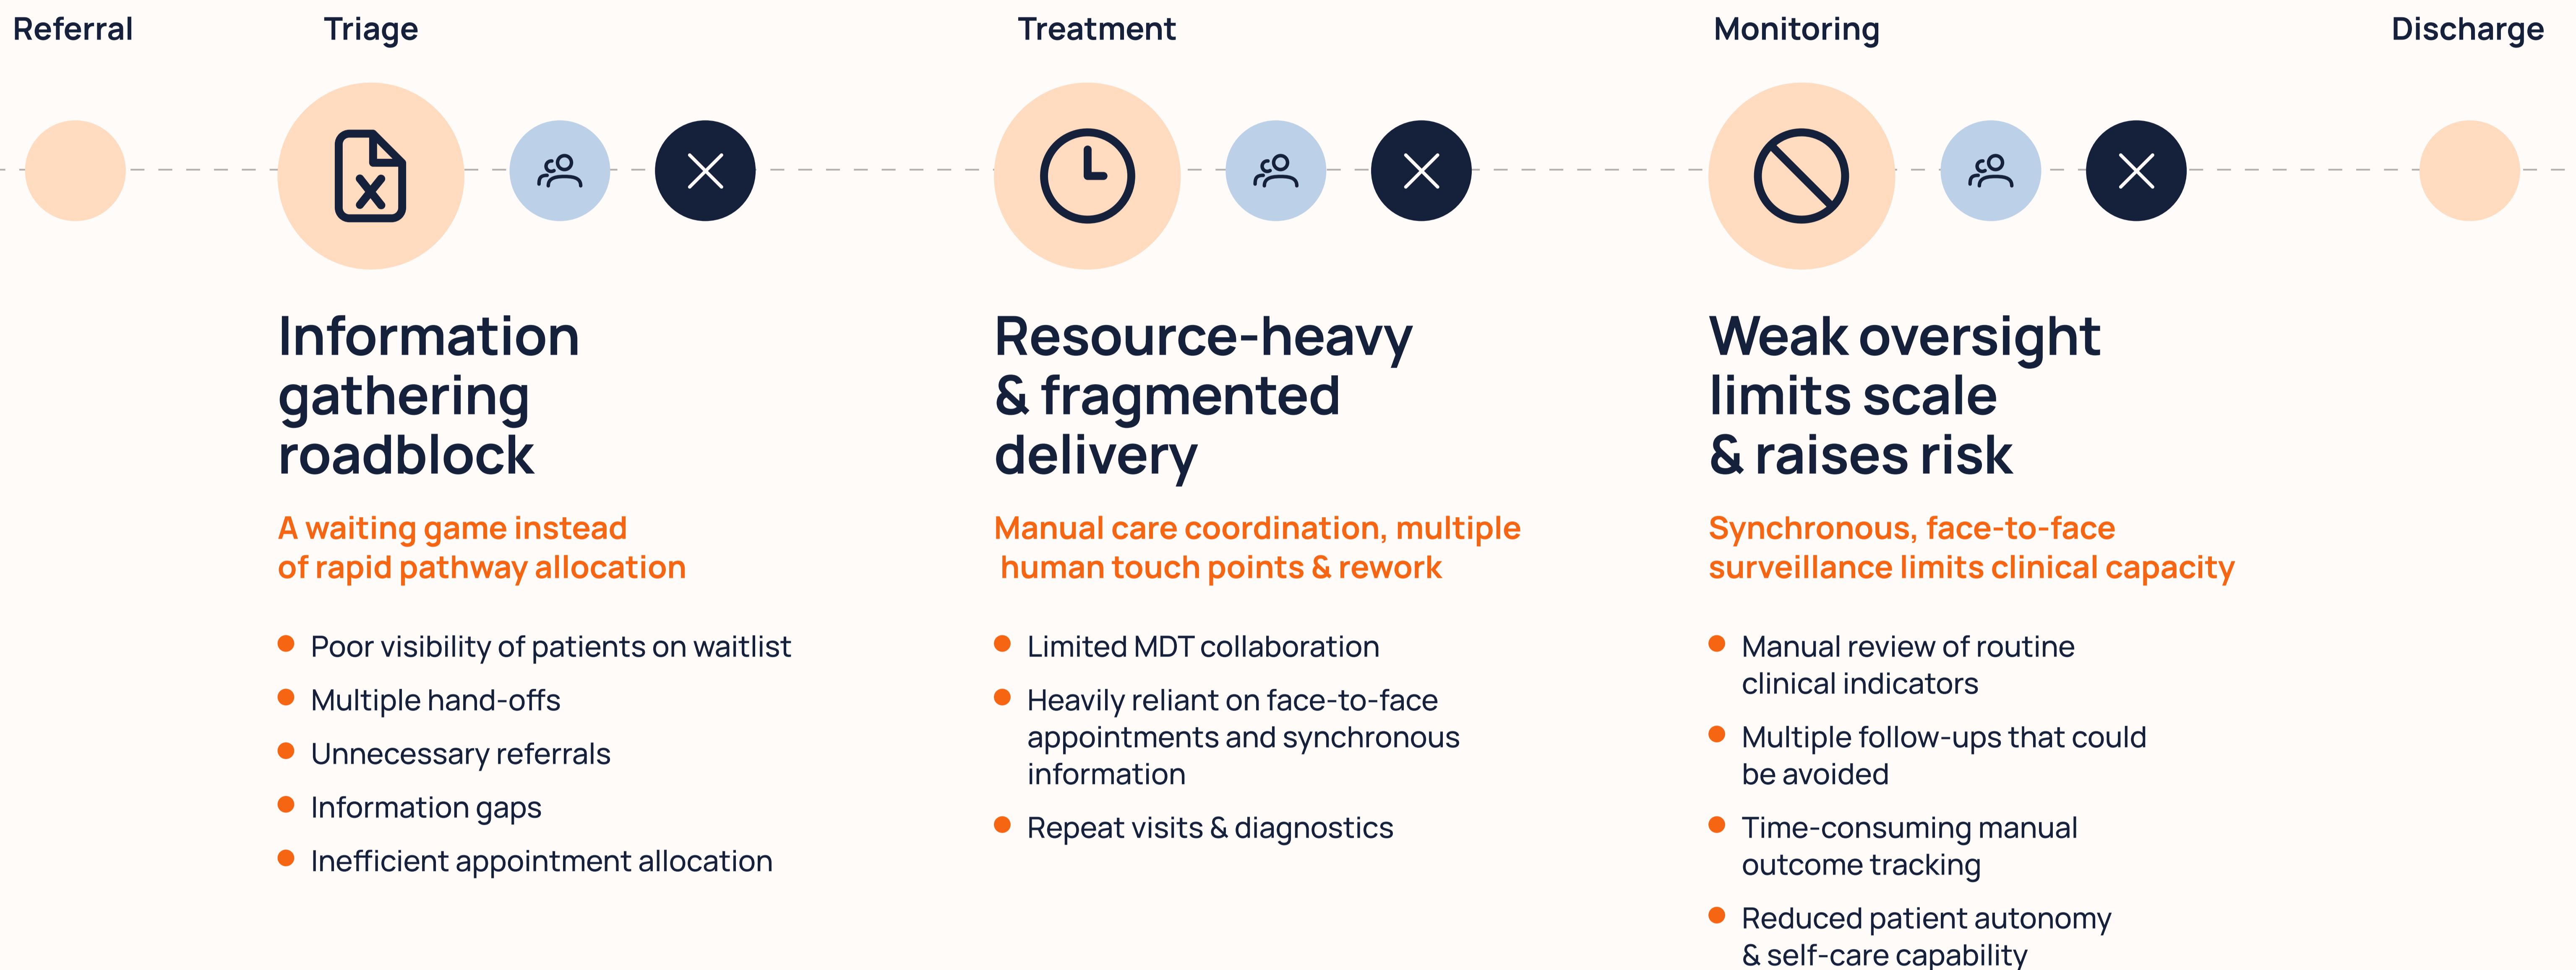 Referral
Triage
Treatment
Monitoring
Discharge
Information
gathering
roadblock
A waiting game instead
of rapid pathway allocation
Poor visibility of patients on waitlist
Multiple hand-offs
Unnecessary referrals
Information gaps
Inefficient appointment allocation
Resource-heavy
& fragmented
delivery
Manual care coordination, multiple
human touch points & rework
Limited MDT collaboration
Heavily reliant on face-to-face
appointments and synchronous
information
Repeat visits & diagnostics
Weak oversight
limits scale
& raises risk
Synchronous, face-to-face
surveillance limits clinical capacity
Manual review of routine
clinical indicators
Multiple follow-ups that could
be avoided
Time-consuming manual
outcome tracking
Reduced patient autonomy
& self-care capability